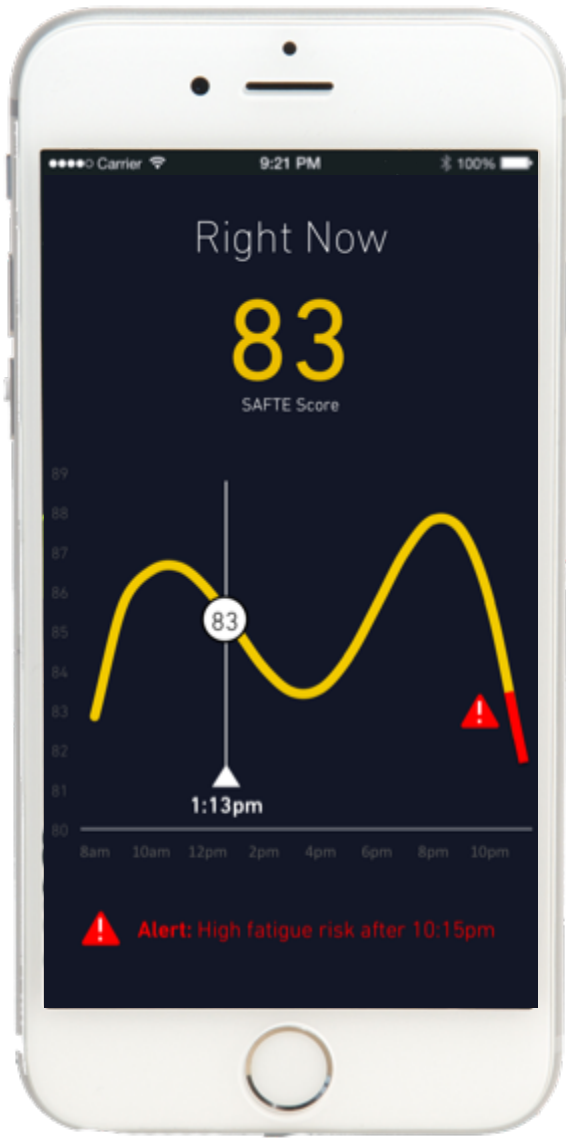 ●●●●○ Carrier 9:21 PM 100%
Right Now
83
SAFTE Score
89
88
87
86
85
84
83
82
81
80
83
1:13pm
8am 10am 12pm 2pm 4pm 6pm 8pm 10pm
Alert: High fatigue risk after 10:15pm